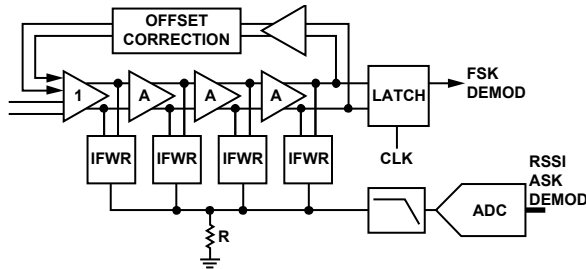 OFFSET
CORRECTION
1
A
A
A
LATCH
FSK
DEMOD
IFWR
IFWR
IFWR
IFWR
CLK
RSSI
ASK
DEMOD
ADC
R